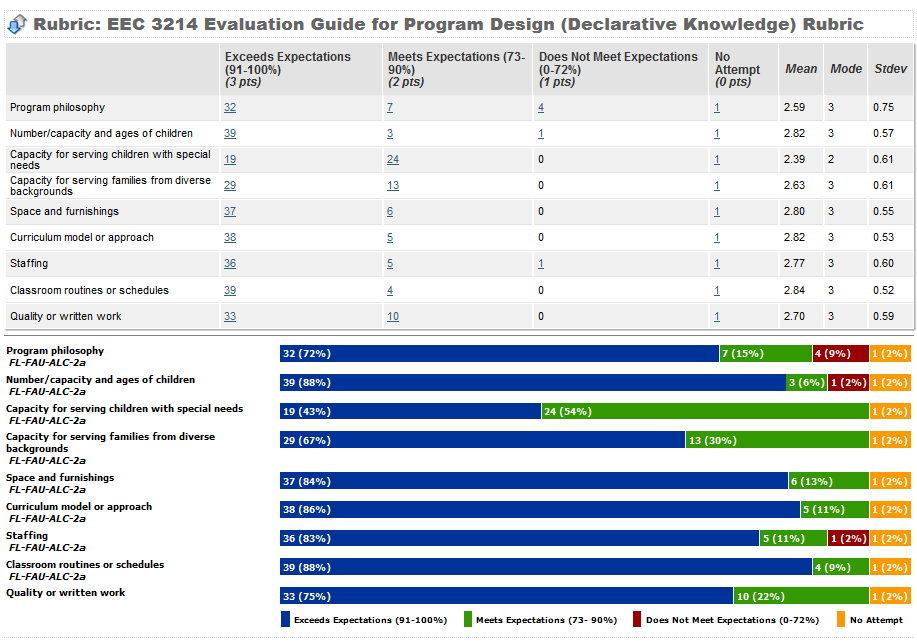 Rubric: EEC 3214 Evaluation Guide for Program Design (Declarative Knowledge) Rubric
Exceeds Expectations (91-100%) (3 pts) Meets Expectations (73-90%) (2 pts) Does Not Meet Expectations (0-72%) (1 pts) No Attempt (0 pts) Mean Mode Stdev
Program philosophy 32 7 4 1 2.59 3 0.75
Number/capacity and ages of children 39 3 1 1 2.82 3 0.57
Capacity for serving children with special needs 19 24 0 1 2.39 2 0.61
Capacity for serving families from diverse backgrounds 29 13 0 1 2.63 3 0.61
Space and furnishings 37 6 0 1 2.80 3 0.55
Curriculum model or approach 38 5 0 1 2.82 3 0.53
Staffing 36 5 1 1 2.77 3 0.60
Classroom routines or schedules 39 4 0 1 2.84 3 0.52
Quality or written work 33 10 0 1 2.70 3 0.59
Program philosophy 32 (72%) 7 (15%) 4 (9%) 1 (2%)
FL-FAU-ALC-2a
Number/capacity and ages of children 39 (88%) 3 (6%) 1 (2%) 1 (2%)
FL-FAU-ALC-2a
Capacity for serving children with special needs 19 (43%) 24 (54%) 1 (2%)
FL-FAU-ALC-2a
Capacity for serving families from diverse 29 (67%) 13 (30%) 1 (2%)
backgrounds
FL-FAU-ALC-2a
Space and furnishings 37 (84%) 6 (13%) 1 (2%)
FL-FAU-ALC-2a
Curriculum model or approach 38 (86%) 5 (11%) 1 (2%)
FL-FAU-ALC-2a
Staffing 36 (83%) 5 (11%) 1 (2%) 1 (2%)
FL-FAU-ALC-2a
Classroom routines or schedules 39 (88%) 4 (9%) 1 (2%)
FL-FAU-ALC-2a
Quality or written work 33 (75%) 10 (22%) 1 (2%)
Exceeds Expectations (91-100%) Meets Expectations (73- 90%) Does Not Meet Expectations (0-72%) No Attempt